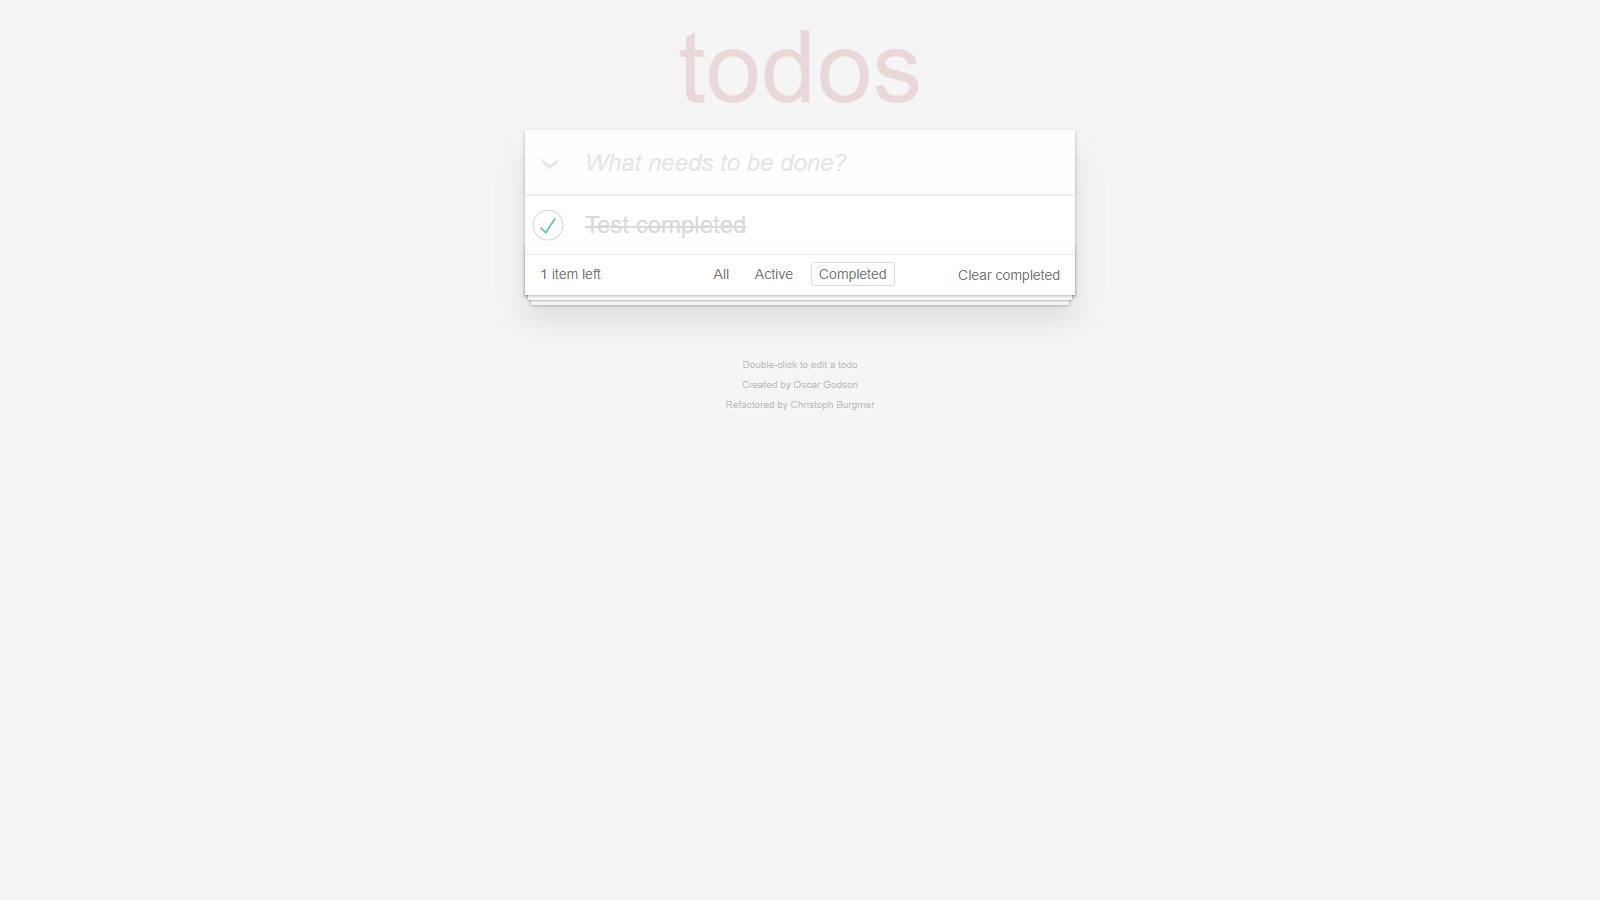 todos
What needs to be done?
Test completed
1 item left All Active Completed Clear completed
Double-click to edit a todo
Created by Oscar Godson
Refactored by Christoph Burgmer